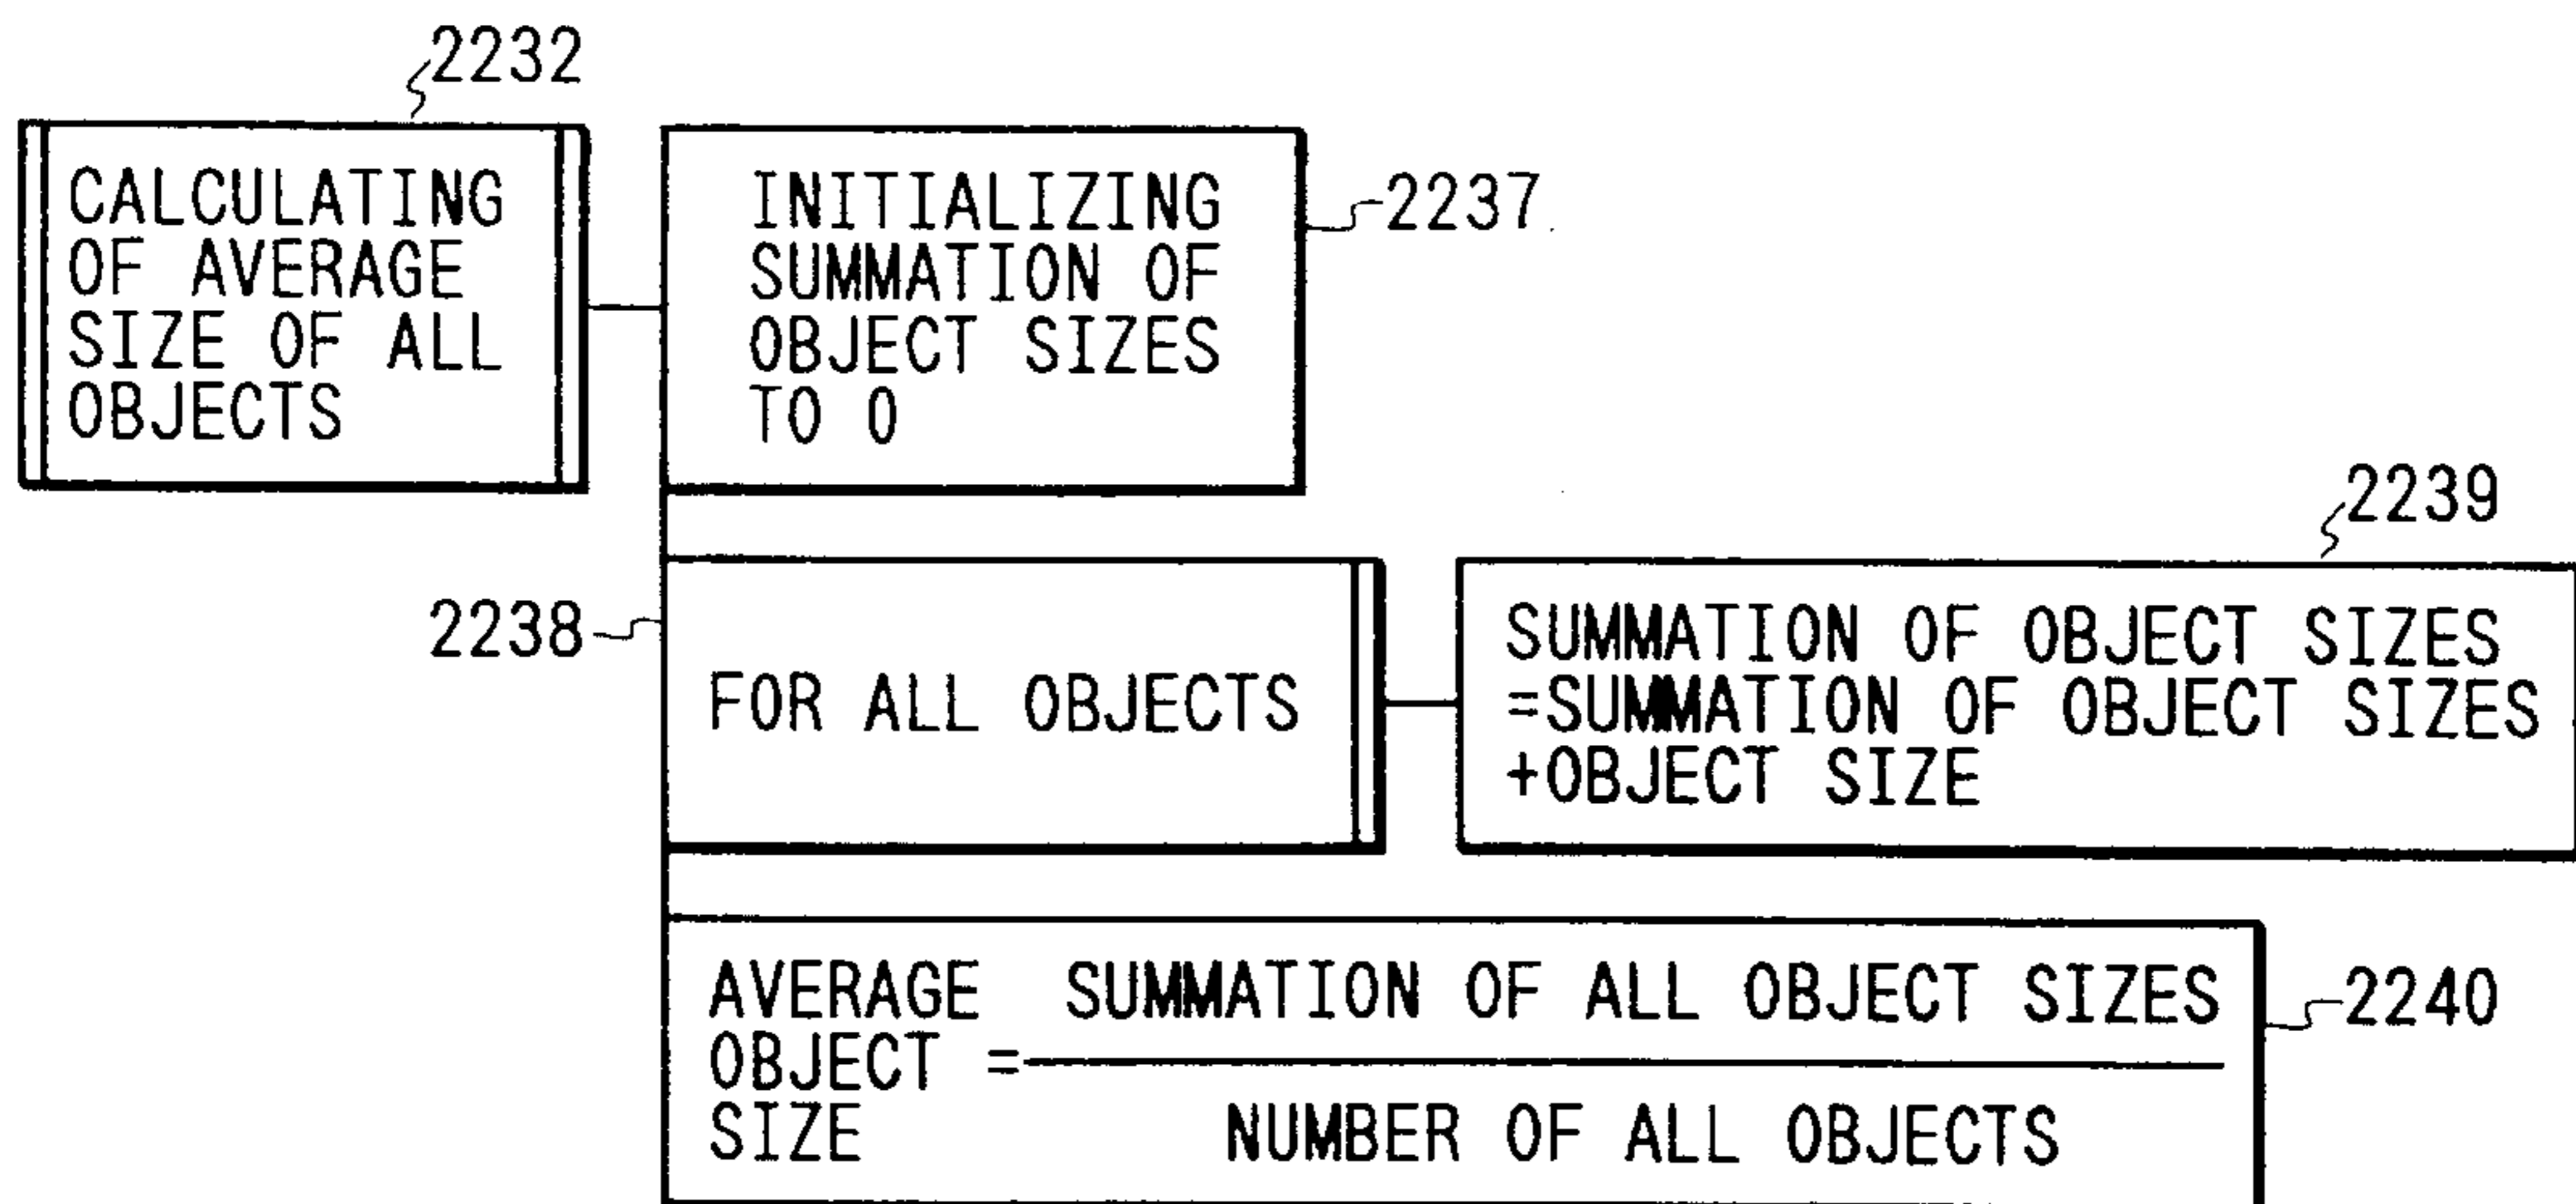 2232
CALCULATING
OF AVERAGE
SIZE OF ALL
OBJECTS
INITIALIZING
SUMMATION OF
OBJECT SIZES
TO 0
2237
2238
FOR ALL OBJECTS
2239
SUMMATION OF OBJECT SIZES
=SUMMATION OF OBJECT SIZES
+OBJECT SIZE
AVERAGE
OBJECT =
SIZE
SUMMATION OF ALL OBJECT SIZES
NUMBER OF ALL OBJECTS
2240